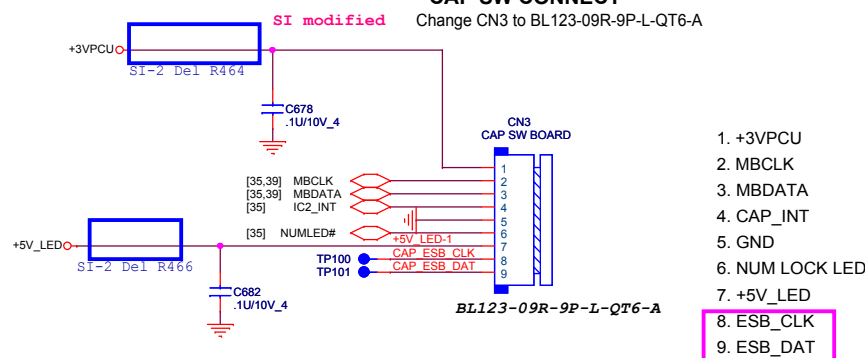 CAP SW CONNECT
SI modified
Change CN3 to BL123-09R-9P-L-QT6-A
+3VPCU
SI-2 Del R464
C678
.1U/10V_4
CN3
CAP SW BOARD
1
2
3
4
5
6
7
8
9
[35,39] MBCLK
[35,39] MBDATA
[35] IC2_INT
[35] NUMLED#
+5V_LED-1
+5V_LED
SI-2 Del R466
TP100
CAP_ESB_CLK
TP101
CAP_ESB_DAT
C682
.1U/10V_4
BL123-09R-9P-L-QT6-A
1. +3VPCU
2. MBCLK
3. MBDATA
4. CAP_INT
5. GND
6. NUM LOCK LED
7. +5V_LED
8. ESB_CLK
9. ESB_DAT